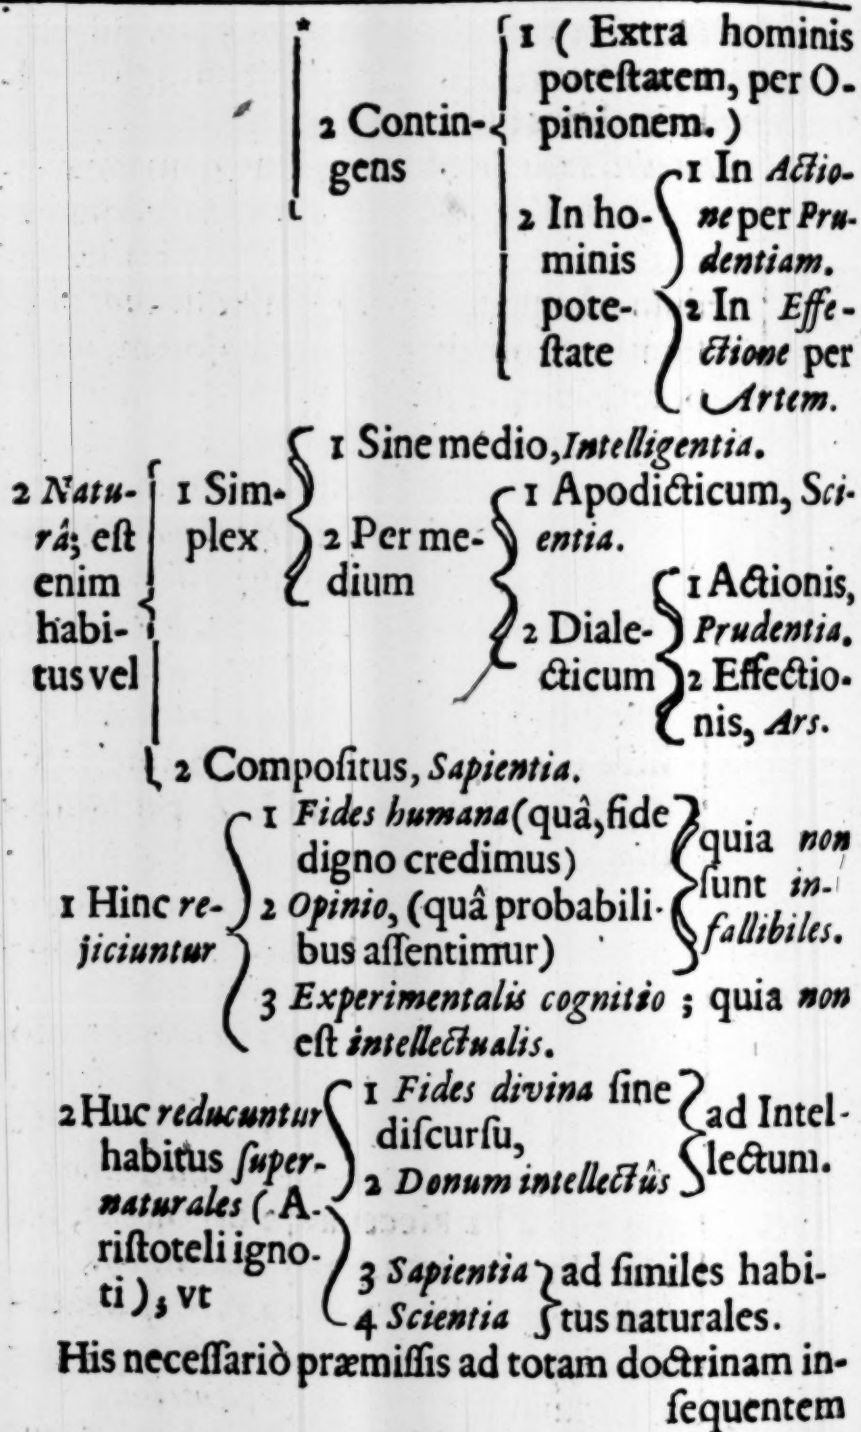 *
1 ( Extra hominis
poteſtatem, per O-
2 Contin- pinionem. )
gens
1 In Actio-
2 In ho- ne per Pru-
minis dentiam.
pote- 2 In Effe-
ſtate ctione per
Artem.
1 Sine medio, Intelligentia.
2 Natu- 1 Sim- 1 Apodicticum, Sci-
râ; eſt plex 2 Per me- entia.
enim dium 1 Actionis,
habi- 2 Diale- Prudentia.
tus vel cticum 2 Effectio-
nis, Ars.
2 Compoſitus, Sapientia.
1 Fides humana (quâ, fide quia non
digno credimus) ſunt in-
1 Hinc re- 2 Opinio, (quâ probabili- fallibiles.
jiciuntur bus aſſentimur)
3 Experimentalis cognitio ; quia non
eſt intellectualis.
1 Fides divina ſine ad Intel-
2 Huc reducuntur diſcurſu, lectum.
habitus ſuper- 2 Donum intellectûs
naturales ( A-
riſtoteli igno- 3 Sapientia ad ſimiles habi-
ti ), vt 4 Scientia tus naturales.
His neceſſariò præmiſſis ad totam doctrinam in-
ſequentem